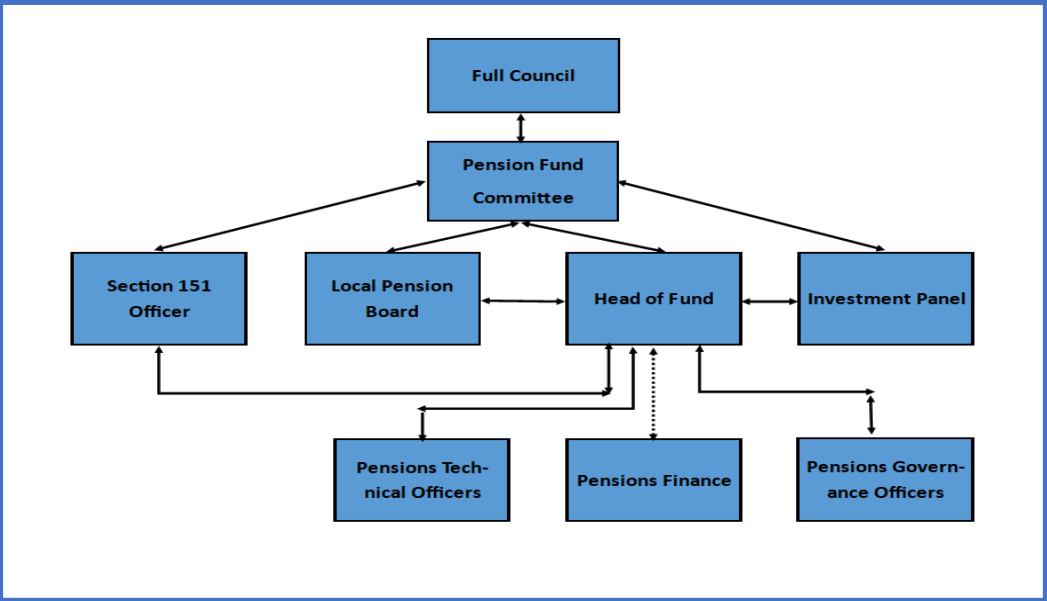 Full Council
Pension Fund
Committee
Section 151
Officer
Local Pension
Board
Head of Fund
Investment Panel
Pensions Tech-
nical Officers
Pensions Finance
Pensions Govern-
ance Officers